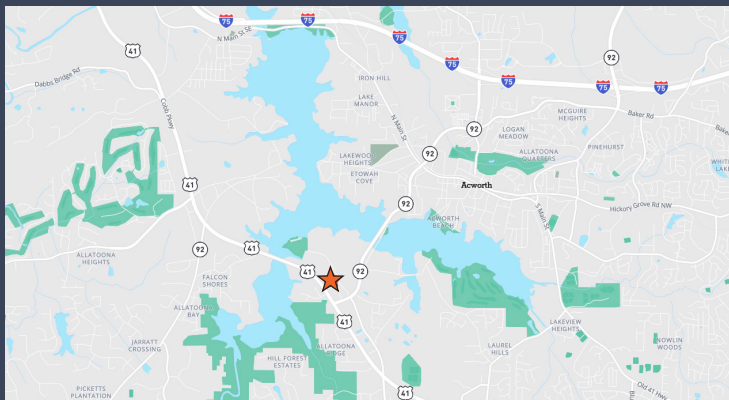 75
75
N Main St SE
75
41
92
75
Dabbs Bridge Rd
IRON HILL
75
75
75
LAKE
MANOR
Cobb Pkwy
MCGUIRE
HEIGHTS
Baker Rd
N Main St
92
LOGAN
MEADOW
PINEHURST
LAKEWOOD
HEIGHTS
92
ALLATOONA
QUARTERS
ETOWAH
COVE
41
Acworth
92
S Main St
Hickory Grove Rd NW
ACWORTH
BEACH
92
41
ALLATOONA
HEIGHTS
41
92
FALCON
SHORES
ALLATOONA
BAY
41
LAKEVIEW
HEIGHTS
JARRATT
CROSSING
ALLATOONA
RIDGE
LAUREL
HILLS
NOWLIN
WOODS
HILL FOREST
ESTATES
PICKETTS
PLANTATION
41
Old 41 Hwy